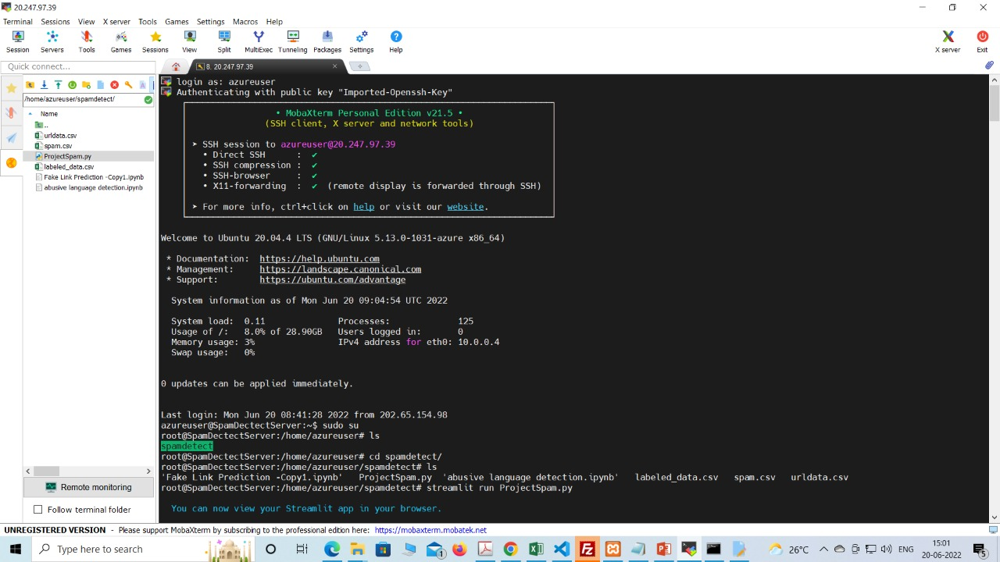 20.247.97.39
Terminal Sessions View X server Tools Games Settings Macros Help
Session Servers Tools Games Sessions View Split MultiExec Tunneling Packages Settings Help X server Exit
Quick connect...
8. 20.247.97.39
/home/azureuser/spamdetect/
Name
..
urldata.csv
spam.csv
ProjectSpam.py
labeled_data.csv
Fake Link Prediction -Copy1.ipynb
abusive language detection.ipynb
Remote monitoring
Follow terminal folder
login as: azureuser
Authenticating with public key "Imported-Openssh-Key"
• MobaXterm Personal Edition v21.5 •
(SSH client, X server and network tools)
➤ SSH session to azureuser@20.247.97.39
• Direct SSH : ✔
• SSH compression : ✔
• SSH-browser : ✔
• X11-forwarding : ✔ (remote display is forwarded through SSH)
➤ For more info, ctrl+click on help or visit our website.
Welcome to Ubuntu 20.04.4 LTS (GNU/Linux 5.13.0-1031-azure x86_64)
* Documentation: https://help.ubuntu.com
* Management: https://landscape.canonical.com
* Support: https://ubuntu.com/advantage
System information as of Mon Jun 20 09:04:54 UTC 2022
System load: 0.11 Processes: 125
Usage of /: 8.0% of 28.90GB Users logged in: 0
Memory usage: 3% IPv4 address for eth0: 10.0.0.4
Swap usage: 0%
0 updates can be applied immediately.
Last login: Mon Jun 20 08:41:28 2022 from 202.65.154.98
azureuser@SpamDectectServer:~$ sudo su
root@SpamDectectServer:/home/azureuser# ls
spamdetect
root@SpamDectectServer:/home/azureuser# cd spamdetect/
root@SpamDectectServer:/home/azureuser/spamdetect# ls
'Fake Link Prediction -Copy1.ipynb' ProjectSpam.py 'abusive language detection.ipynb' labeled_data.csv spam.csv urldata.csv
root@SpamDectectServer:/home/azureuser/spamdetect# streamlit run ProjectSpam.py
You can now view your Streamlit app in your browser.
UNREGISTERED VERSION - Please support MobaXterm by subscribing to the professional edition here: https://mobaxterm.mobatek.net
Type here to search
26°C
ENG
15:01
20-06-2022
5